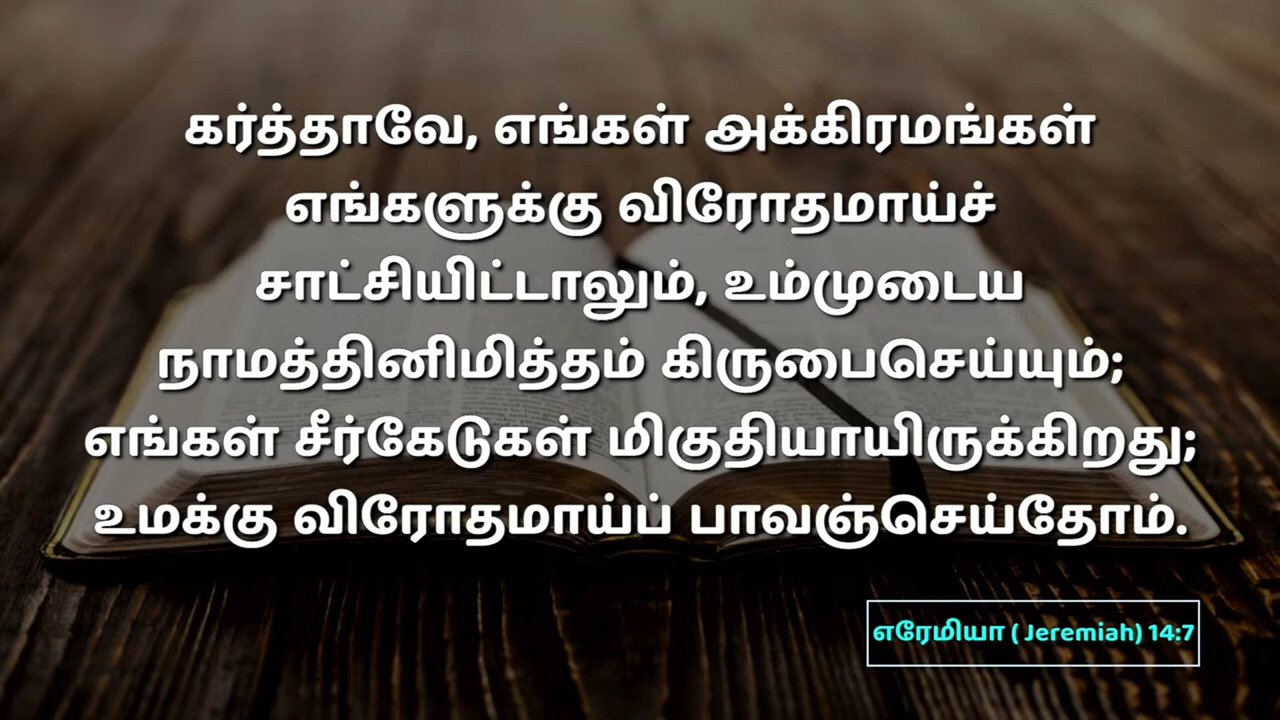 கர்த்தாவே, எங்கள் அக்கிரமங்கள்
எங்களுக்கு விரோதமாய்ச்
சாட்சியிட்டாலும், உம்முடைய
நாமத்தினிமித்தம் கிருபைசெய்யும்;
எங்கள் சீர்கேடுகள் மிகுதியாயிருக்கிறது;
உமக்கு விரோதமாய்ப் பாவஞ்செய்தோம்.
எரேமியா ( Jeremiah) 14:7